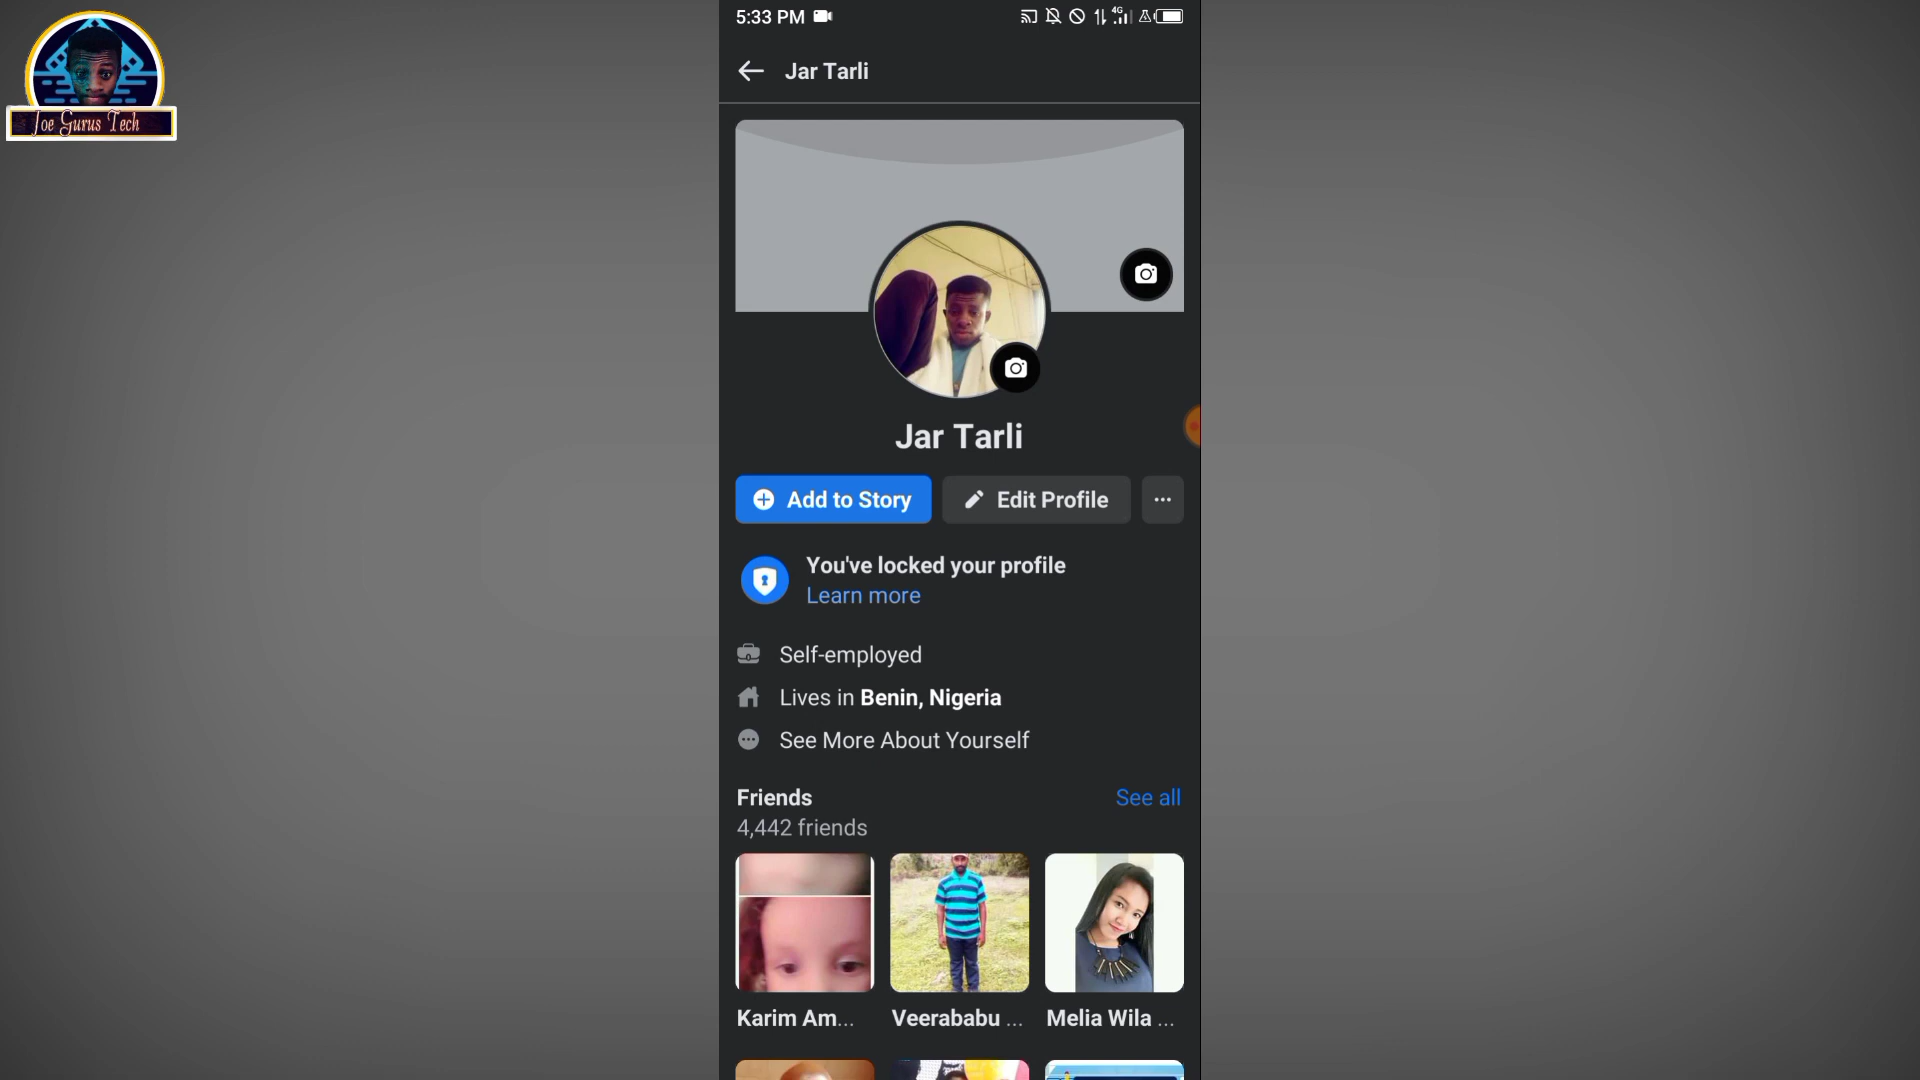 Joe Gurus Tech
5:33 PM
4G
Jar Tarli
Jar Tarli
Add to Story
Edit Profile
You've locked your profile
Learn more
Self-employed
Lives in Benin, Nigeria
See More About Yourself
Friends
See all
4,442 friends
Karim Am...
Veerababu ...
Melia Wila ...